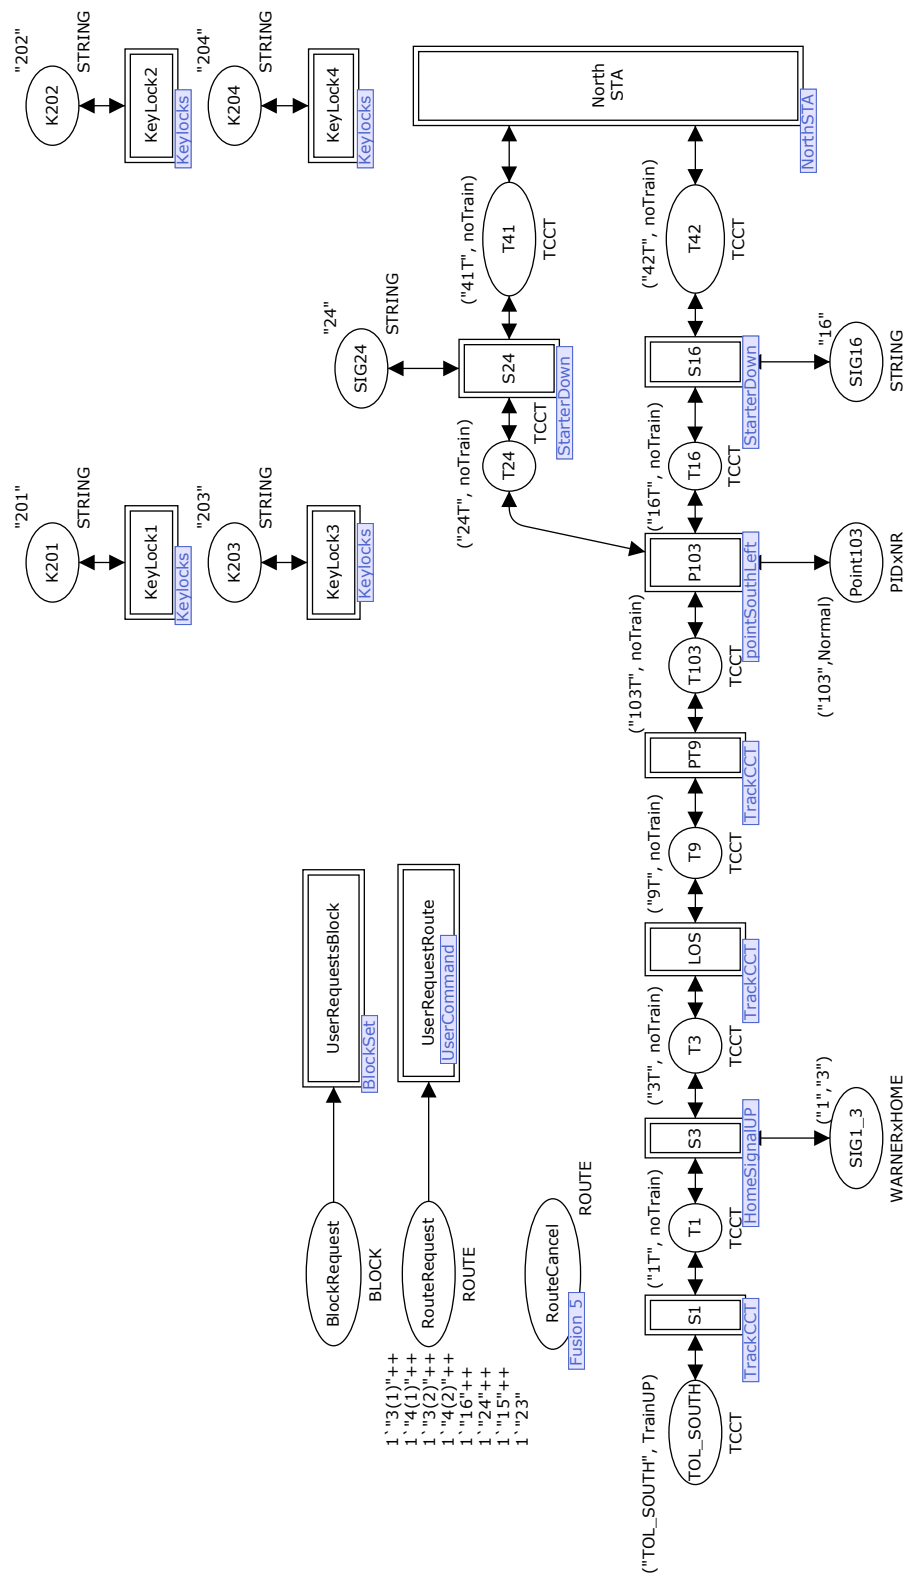 "202"
K202
STRING
KeyLock2
Keylocks
"204"
K204
STRING
KeyLock4
Keylocks
"201"
K201
STRING
KeyLock1
Keylocks
"203"
K203
STRING
KeyLock3
Keylocks
BlockRequest
BLOCK
UserRequestsBlock
BlockSet
RouteRequest
ROUTE
1`"3(1)"++
1`"4(1)"++
1`"3(2)"++
1`"4(2)"++
1`"16"++
1`"24"++
1`"15"++
1`"23"
UserRequestRoute
UserCommand
RouteCancel
ROUTE
Fusion 5
"24"
SIG24
STRING
("24T", noTrain)
T24
TCCT
S24
StarterDown
("41T", noTrain)
T41
TCCT
North
STA
NorthSTA
("TOL_SOUTH", TrainUP)
TOL_SOUTH
TCCT
S1
TrackCCT
("1T", noTrain)
T1
TCCT
S3
HomeSignalUP
("1","3")
SIG1_3
WARNERxHOME
("3T", noTrain)
T3
TCCT
LOS
TrackCCT
("9T", noTrain)
T9
TCCT
PT9
TrackCCT
("103T", noTrain)
T103
TCCT
P103
pointSouthLeft
("103",Normal)
Point103
PIDxNR
("16T", noTrain)
T16
TCCT
S16
StarterDown
"16"
SIG16
STRING
("42T", noTrain)
T42
TCCT